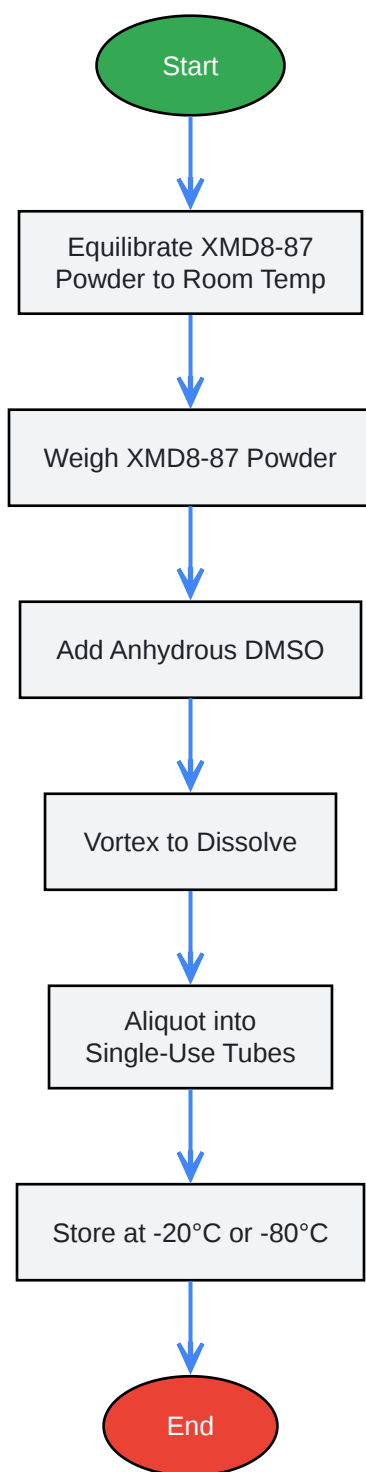 Start
Equilibrate XMD8-87
Powder to Room Temp
Weigh XMD8-87 Powder
Add Anhydrous DMSO
Vortex to Dissolve
Aliquot into
Single-Use Tubes
Store at -20°C or -80°C
End